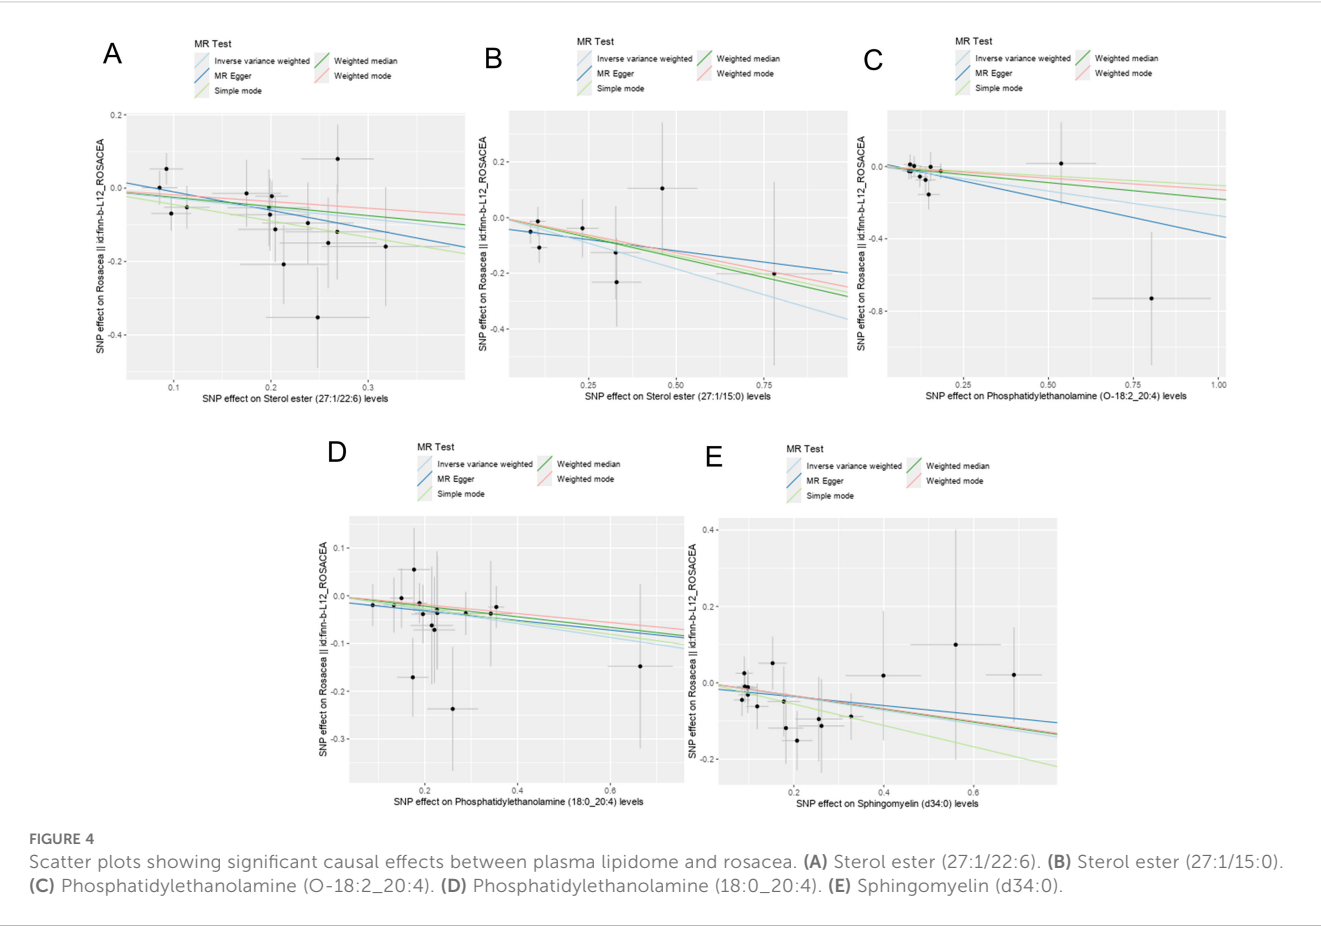 A
MR Test
Inverse variance weighted
Weighted median
MR Egger
Weighted mode
Simple mode
SNP effect on Rosacea || id:finn-b-L12_ROSACEA
0.2
0.0
-0.2
-0.4
0.1
0.2
0.3
SNP effect on Sterol ester (27:1/22:6) levels
B
MR Test
Inverse variance weighted
Weighted median
MR Egger
Weighted mode
Simple mode
SNP effect on Rosacea || id:finn-b-L12_ROSACEA
0.2
0.0
-0.2
-0.4
0.25
0.50
0.75
SNP effect on Sterol ester (27:1/15:0) levels
C
MR Test
Inverse variance weighted
Weighted median
MR Egger
Weighted mode
Simple mode
SNP effect on Rosacea || id:finn-b-L12_ROSACEA
0.0
-0.4
-0.8
0.25
0.50
0.75
1.00
SNP effect on Phosphatidylethanolamine (O-18:2_20:4) levels
D
MR Test
Inverse variance weighted
Weighted median
MR Egger
Weighted mode
Simple mode
SNP effect on Rosacea || id:finn-b-L12_ROSACEA
0.1
0.0
-0.1
-0.2
-0.3
0.2
0.4
0.6
SNP effect on Phosphatidylethanolamine (18:0_20:4) levels
E
MR Test
Inverse variance weighted
Weighted median
MR Egger
Weighted mode
Simple mode
SNP effect on Rosacea || id:finn-b-L12_ROSACEA
0.4
0.2
0.0
-0.2
0.2
0.4
0.6
SNP effect on Sphingomyelin (d34:0) levels
FIGURE 4
Scatter plots showing significant causal effects between plasma lipidome and rosacea. (A) Sterol ester (27:1/22:6). (B) Sterol ester (27:1/15:0).
(C) Phosphatidylethanolamine (O-18:2_20:4). (D) Phosphatidylethanolamine (18:0_20:4). (E) Sphingomyelin (d34:0).